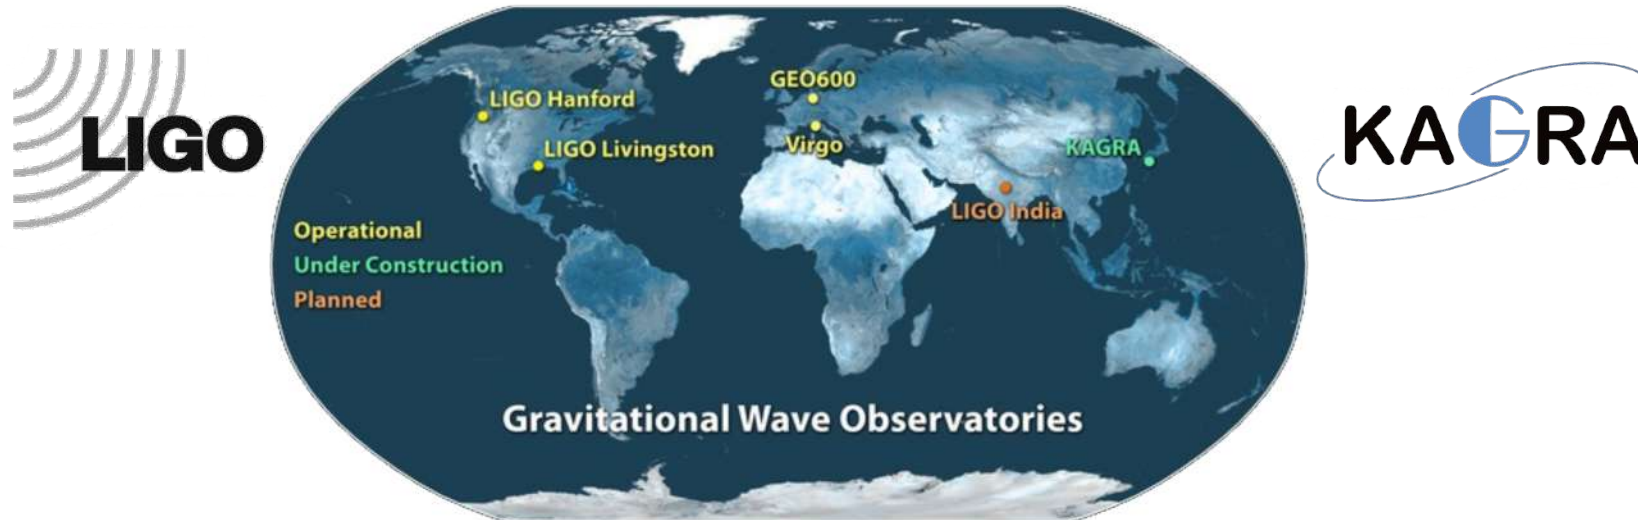 LIGO
GEO600
LIGO Hanford
LIGO Livingston
Virgo
KAGRA
LIGO India
Operational
Under Construction
Planned
Gravitational Wave Observatories
KAGRA